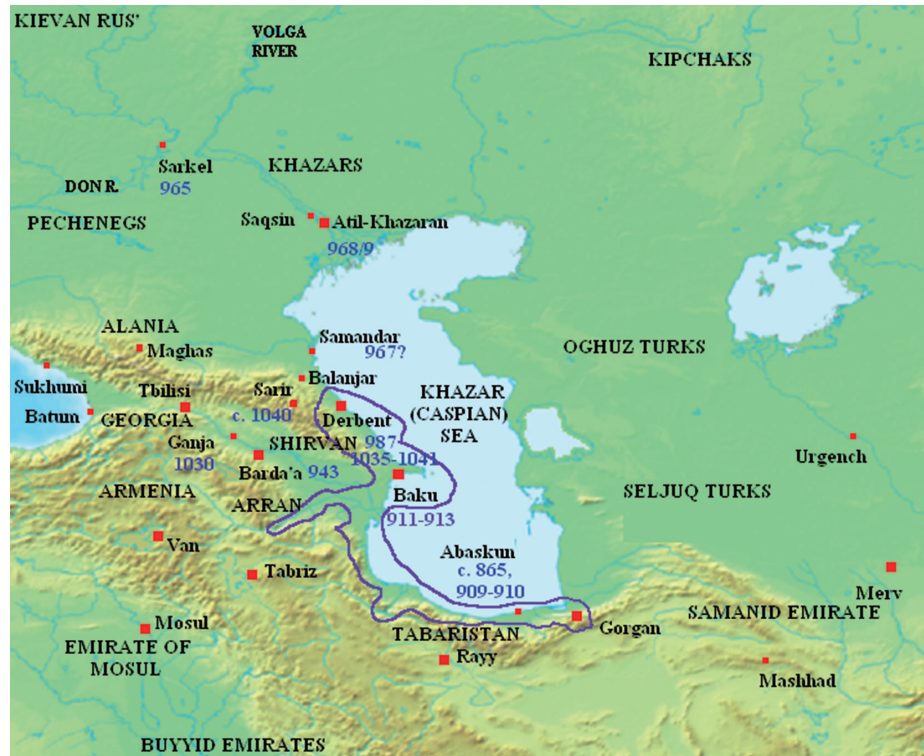 KIEVAN RUS'
VOLGA
RIVER
KIPCHAKS
Sarkel
965
KHAZARS
DON R.
PECHENEGS
Saqsin
Atil-Khazaran
968/9
ALANIA
Maghas
Samandar
967?
OGHUZ TURKS
Sukhumi
Tbilisi
Balanjar
Sarir
c. 1040
KHAZAR
(CASPIAN)
SEA
Batum
GEORGIA
Derbent
987-
1035-1041
Ganja
1030
SHIRVAN
Barda'a 943
Urgench
ARMENIA
ARRAN
Baku
911-913
SELJUQ TURKS
Van
Tabriz
Abaskun
c. 865,
909-910
Merv
Mosul
EMIRATE OF
MOSUL
TABARISTAN
Gorgan
SAMANID EMIRATE
Rayy
Mashhad
BUYYID EMIRATES